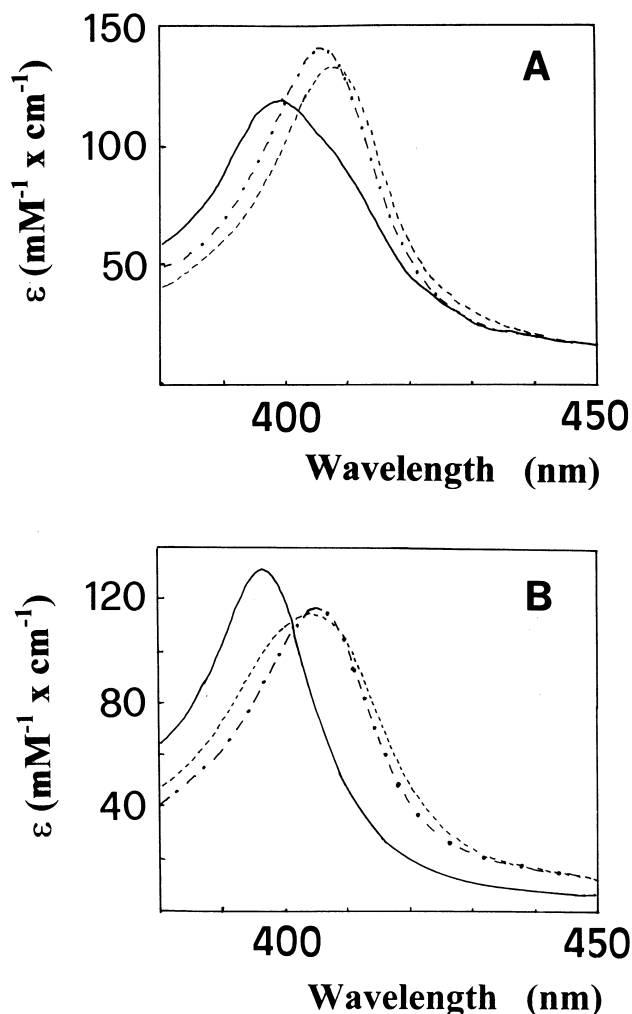 A
150
100
50
ε (mM⁻¹ x cm⁻¹)
400 450
Wavelength (nm)
B
120
80
40
ε (mM⁻¹ x cm⁻¹)
400 450
Wavelength (nm)